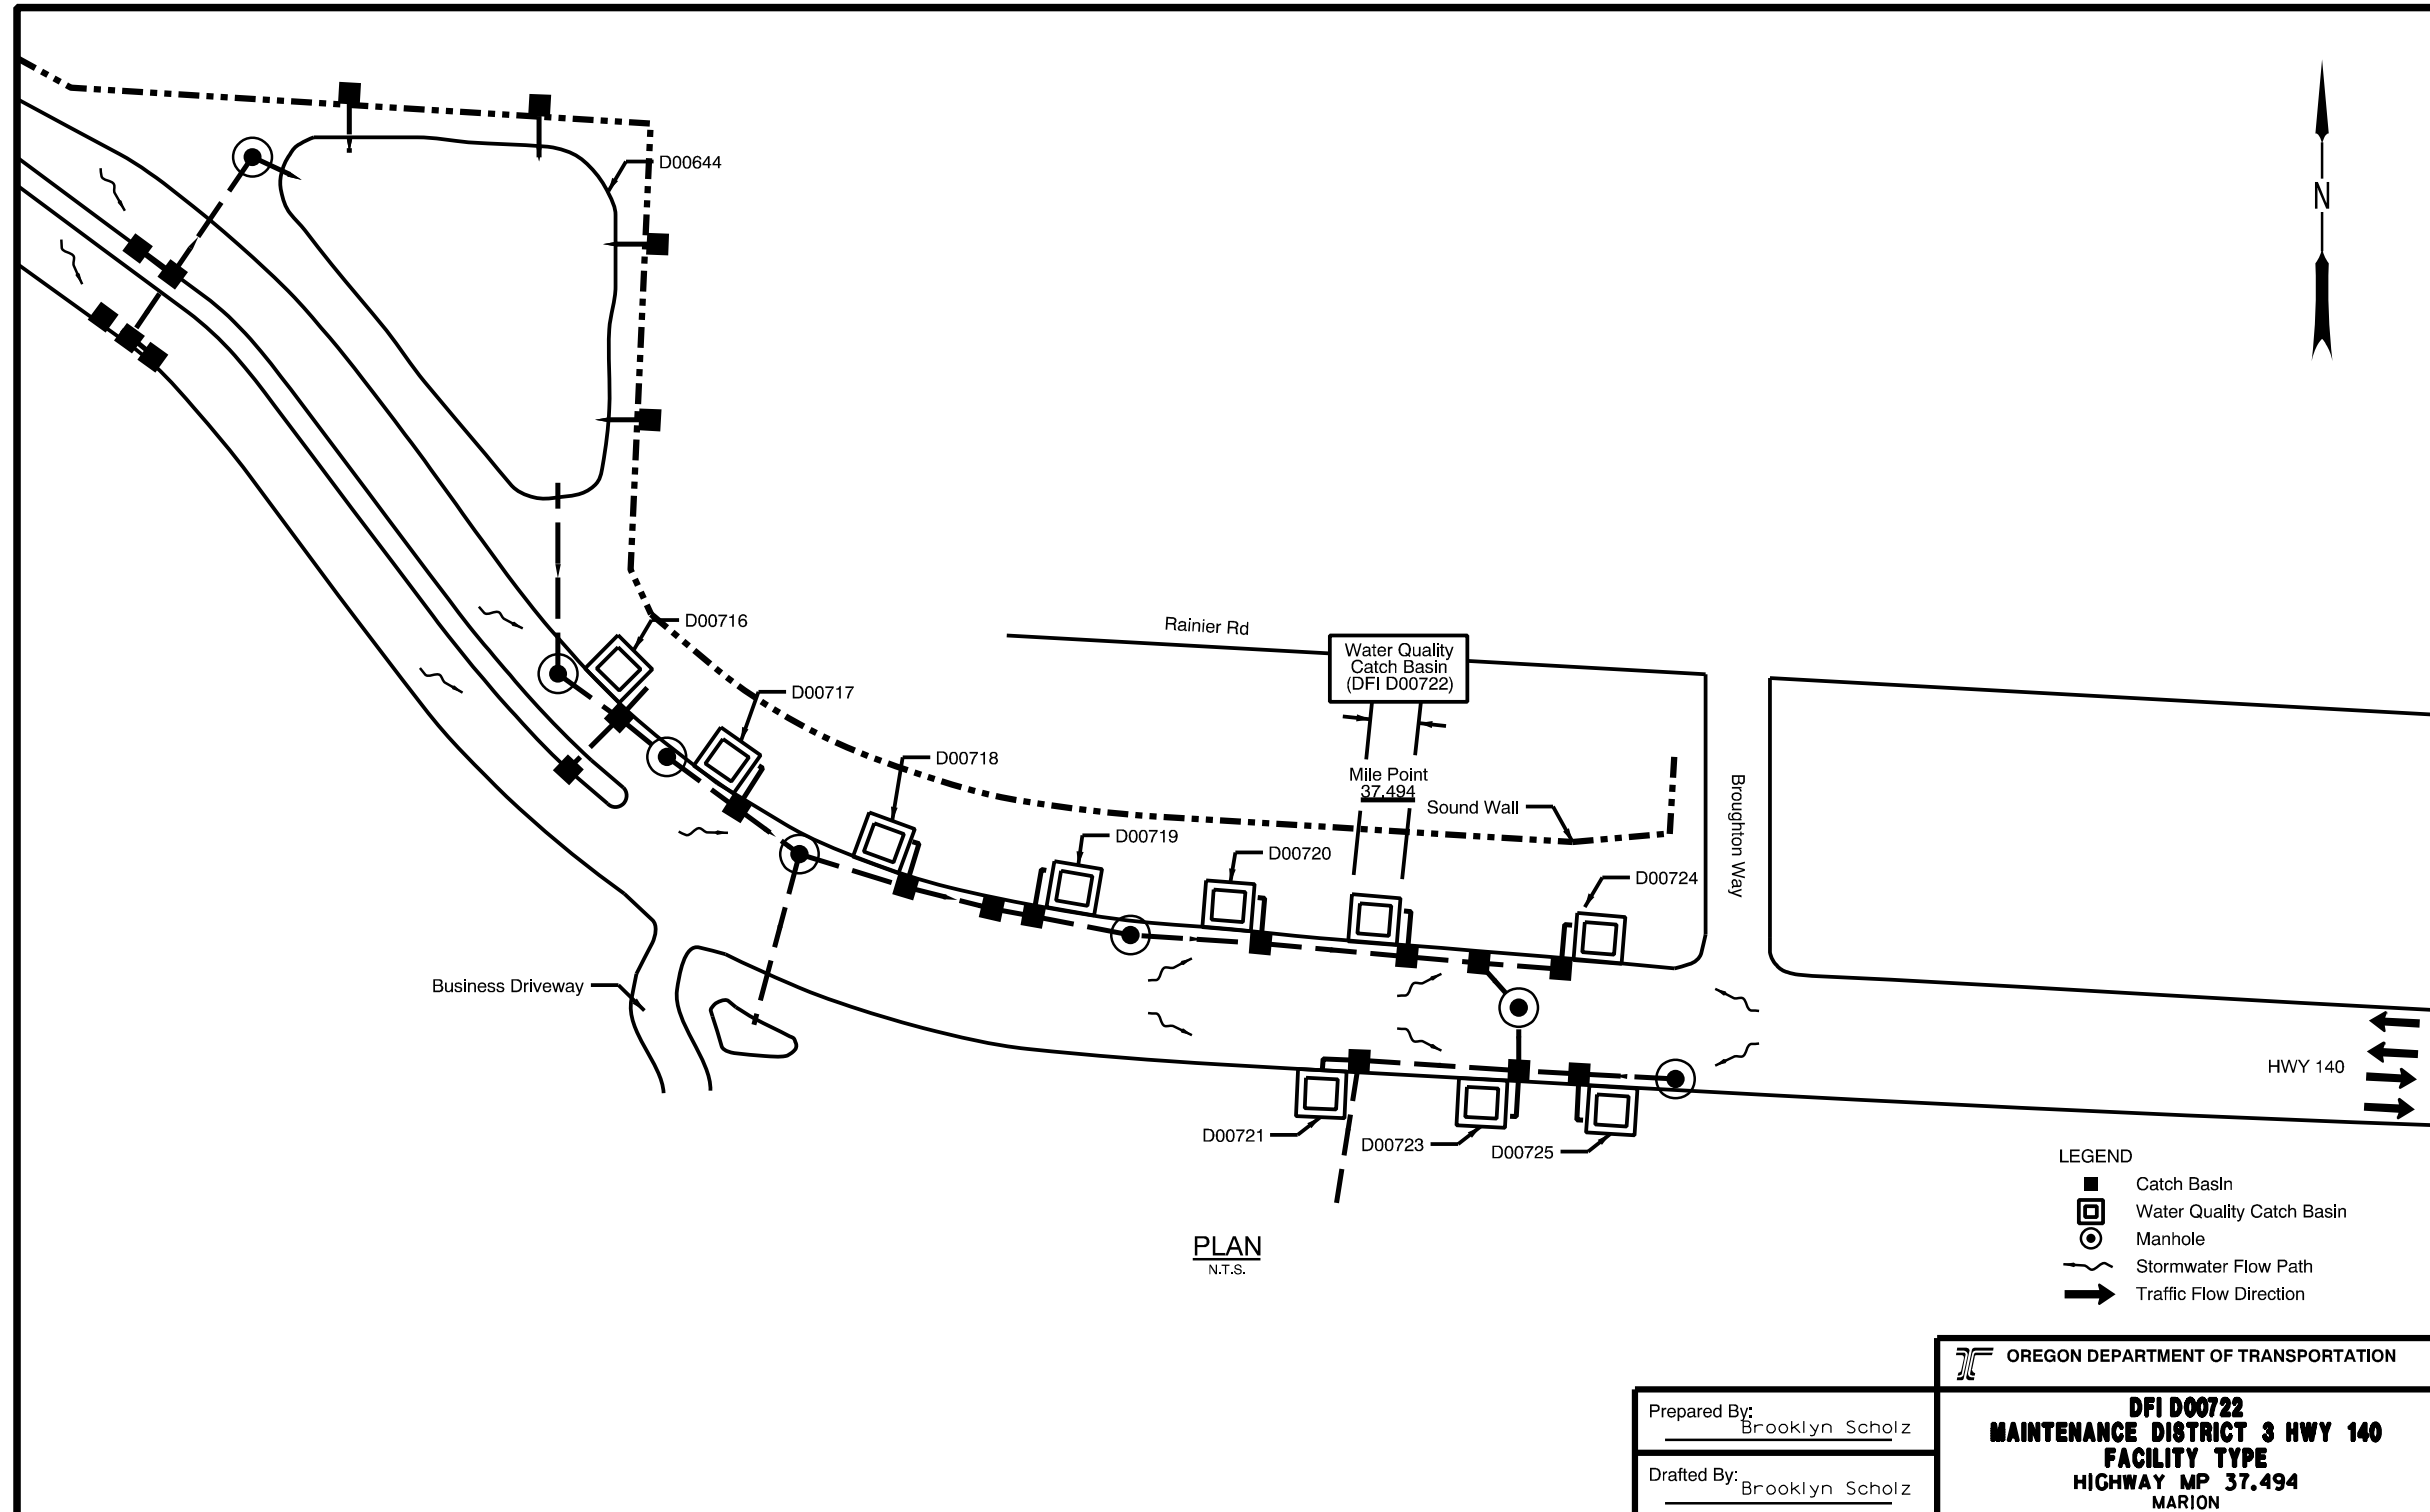 D00644
N
D00716
Rainier Rd
Water Quality
Catch Basin
(DFI D00722)
D00717
D00718
Mile Point
37.494
Sound Wall
Broughton Way
D00719
D00720
D00724
Business Driveway
HWY 140
D00721
D00723
D00725
LEGEND
Catch Basin
Water Quality Catch Basin
Manhole
Stormwater Flow Path
Traffic Flow Direction
PLAN
N.T.S.
OREGON DEPARTMENT OF TRANSPORTATION
Prepared By: Brooklyn Scholz
Drafted By: Brooklyn Scholz
DFI D00722
MAINTENANCE DISTRICT 3 HWY 140
FACILITY TYPE
HIGHWAY MP 37.494
MARION